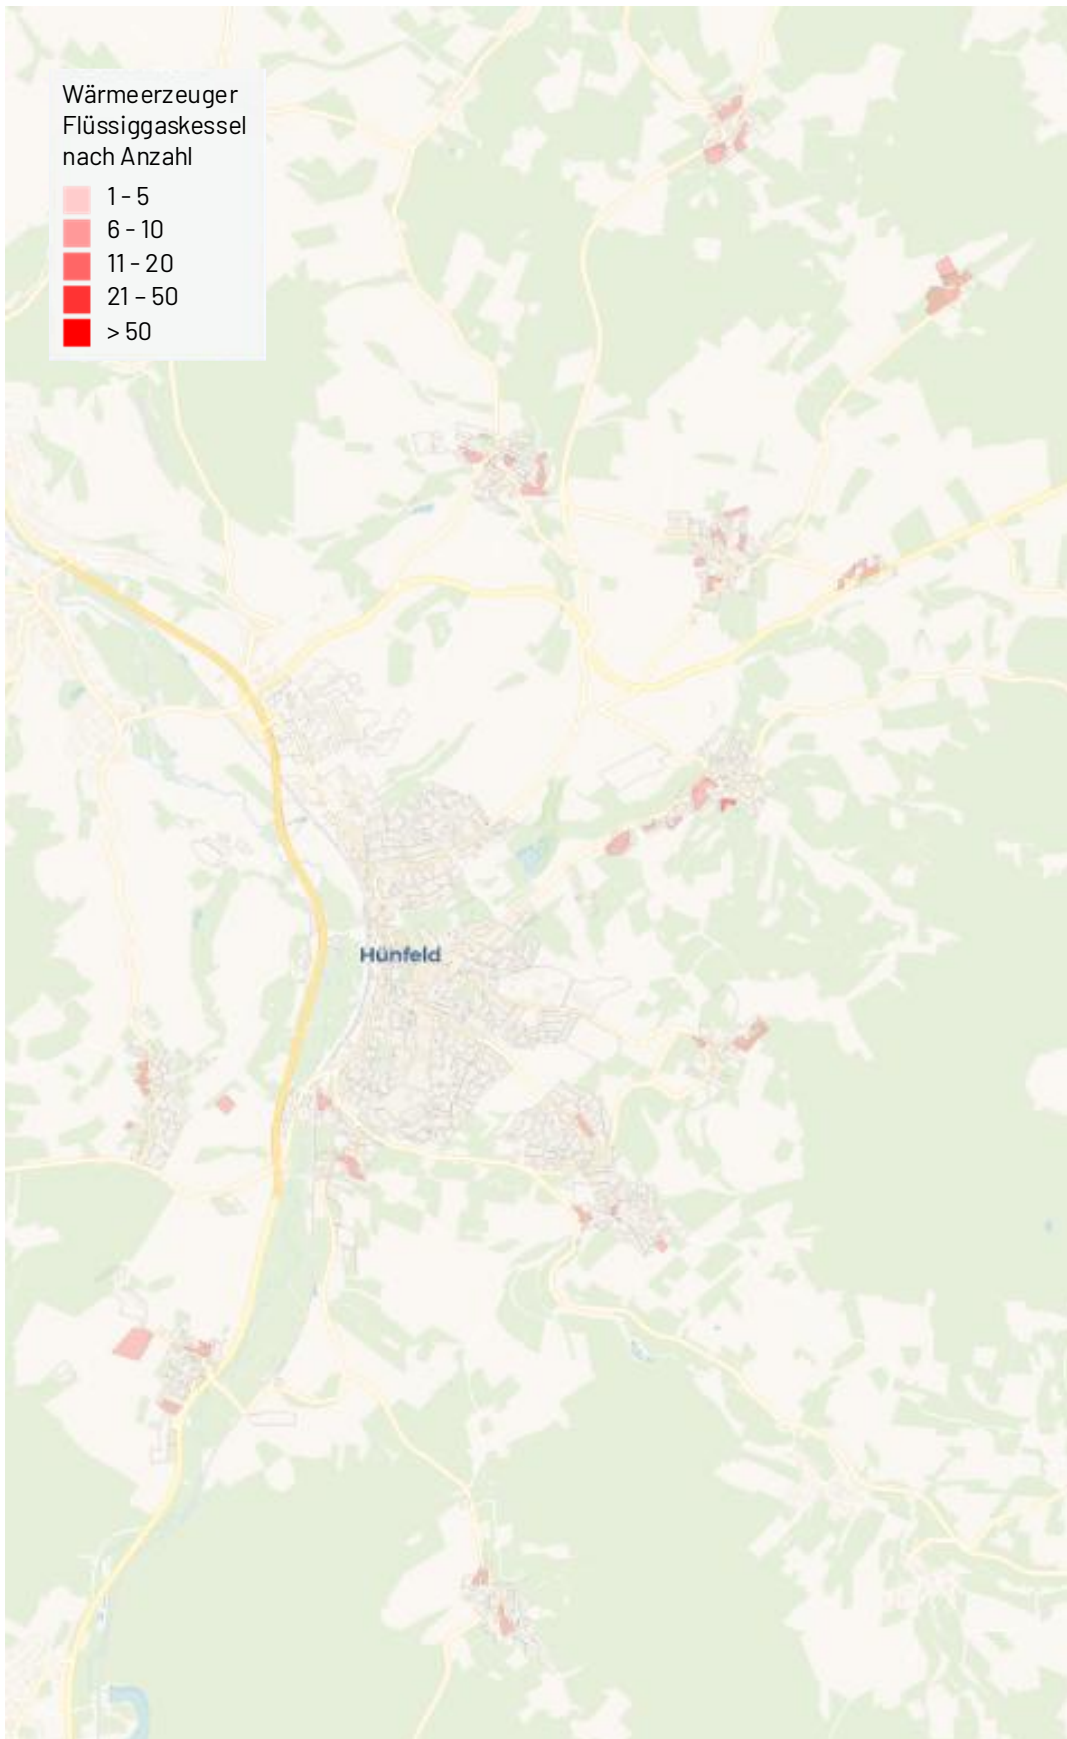 Wärmeerzeuger
Flüssiggaskessel
nach Anzahl
1 - 5
6 - 10
11 - 20
21 – 50
> 50
Hünfeld